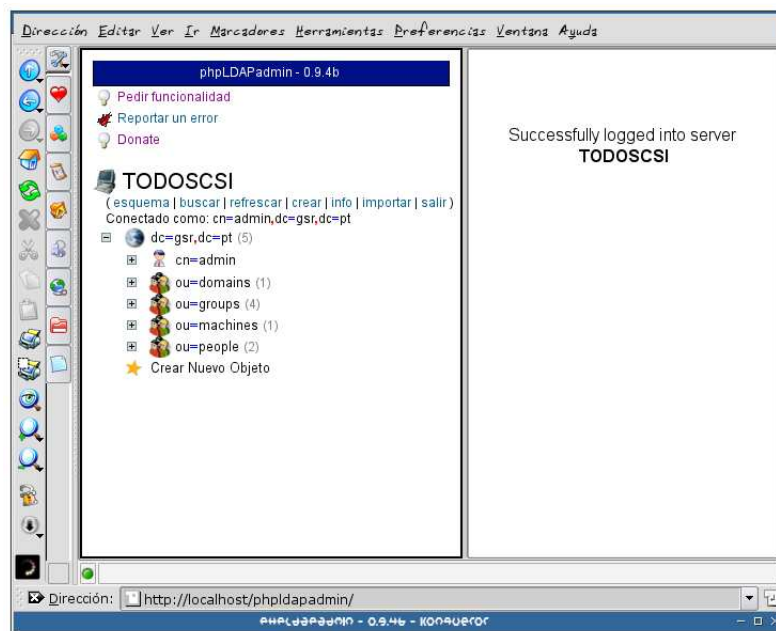 Dirección Editar Ver Ir Marcadores Herramientas Preferencias Ventana Ayuda
phpLDAPadmin - 0.9.4b
Pedir funcionalidad
Reportar un error
Donate
TODOSCSI
( esquema | buscar | refrescar | crear | info | importar | salir )
Conectado como: cn=admin,dc=gsr,dc=pt
dc=gsr,dc=pt (5)
cn=admin
ou=domains (1)
ou=groups (4)
ou=machines (1)
ou=people (2)
Crear Nuevo Objeto
Successfully logged into server
TODOSCSI
Dirección: http://localhost/phpldapadmin/
phpLDAPadmin - 0.9.4b - Konqueror